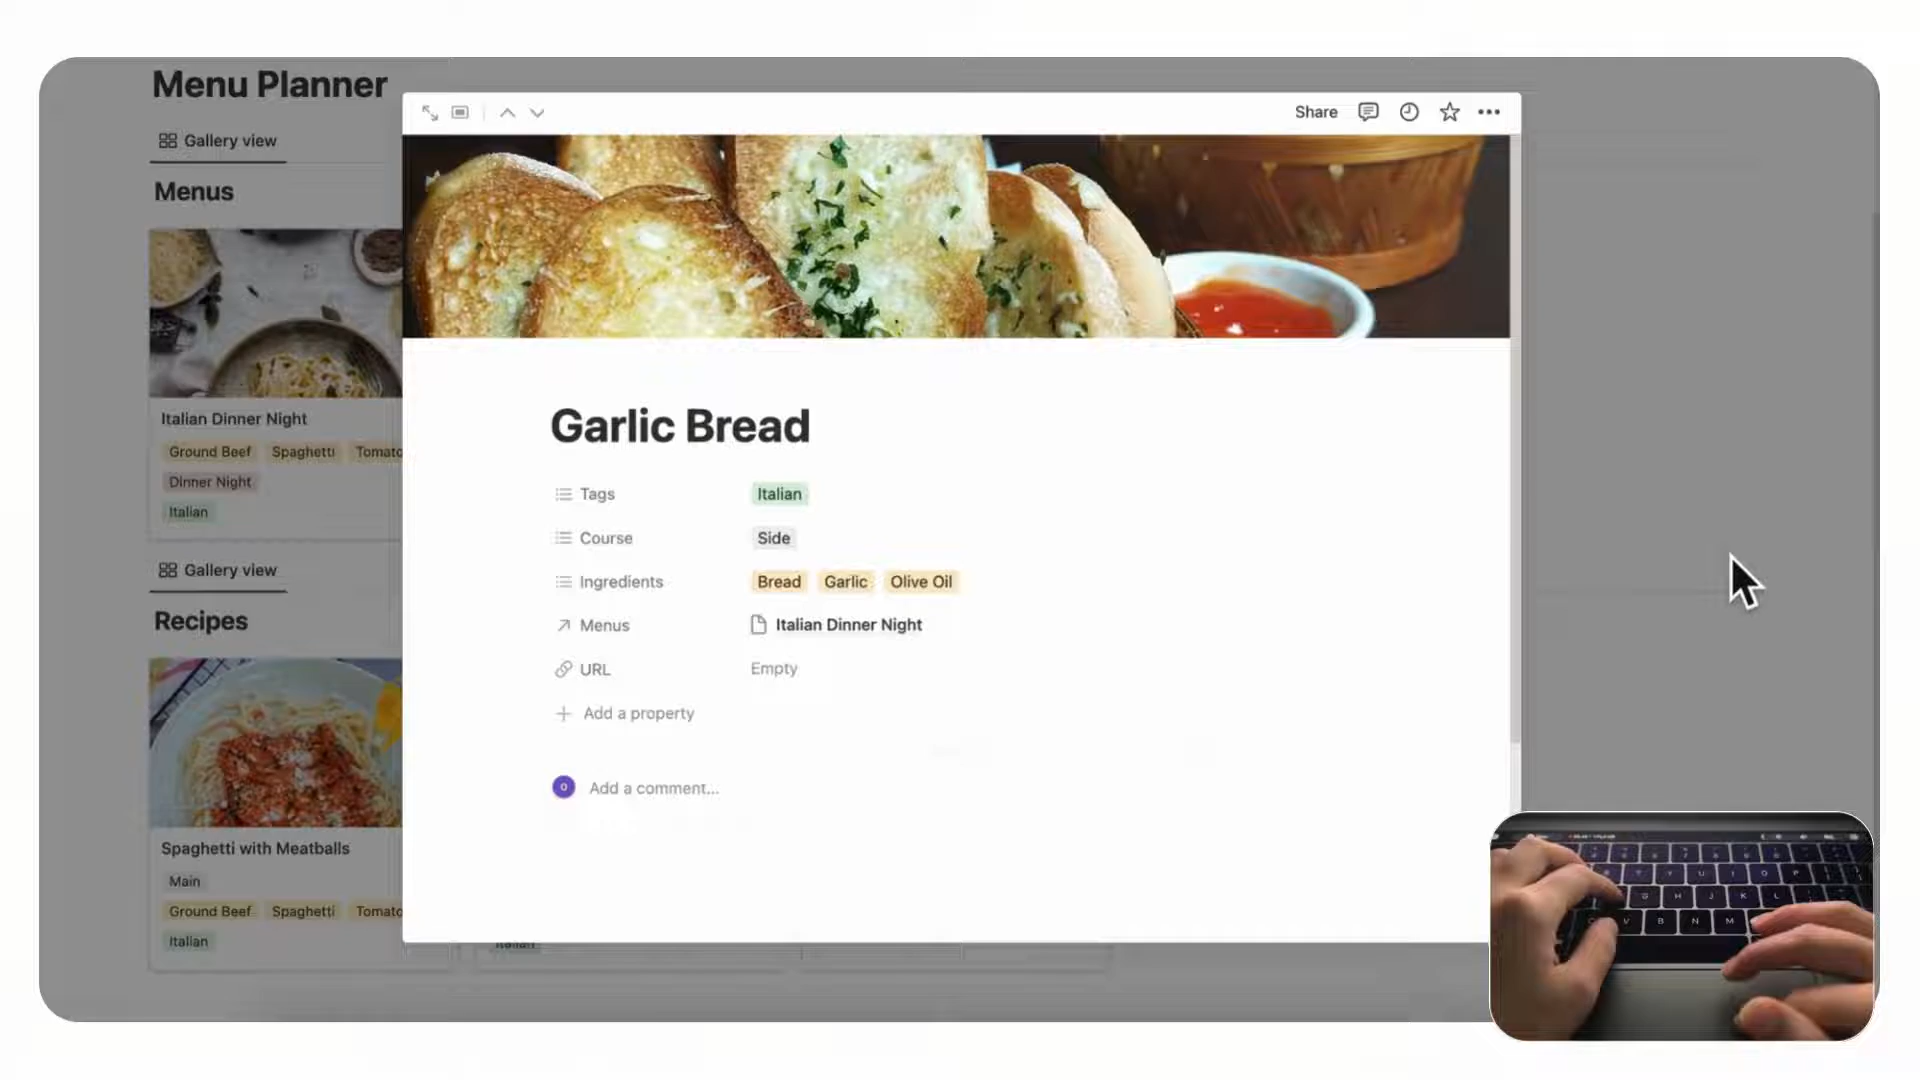 Menu Planner
Gallery view
Menus
Italian Dinner Night
Ground Beef Spaghetti
Dinner Night
Italian
Gallery view
Recipes
Spaghetti with Meatballs
Main
Ground Beef Spaghetti
Italian
Share
Garlic Bread
Tags Italian
Course Side
Ingredients Bread Garlic Olive Oil
Menus Italian Dinner Night
URL Empty
Add a property
Add a comment...